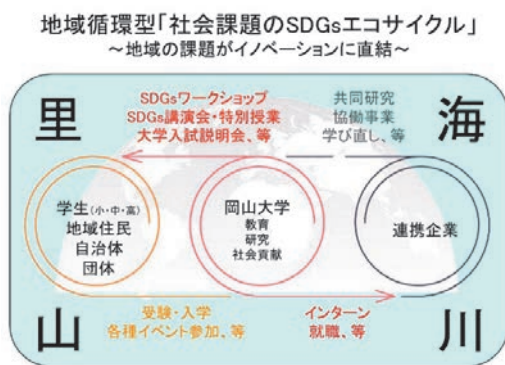 地域循環型「社会課題のSDGsエコサイクル」
～地域の課題がイノベーションに直結～
里
SDGsワークショップ
SDGs講演会・特別授業
大学入試説明会、等
共同研究
協働事業
学び直し、等
海
学生(小・中・高)
地域住民
自治体
団体
岡山大学
教育
研究
社会貢献
連携企業
山
受験・入学
各種イベント参加、等
インターン
就職、等
川